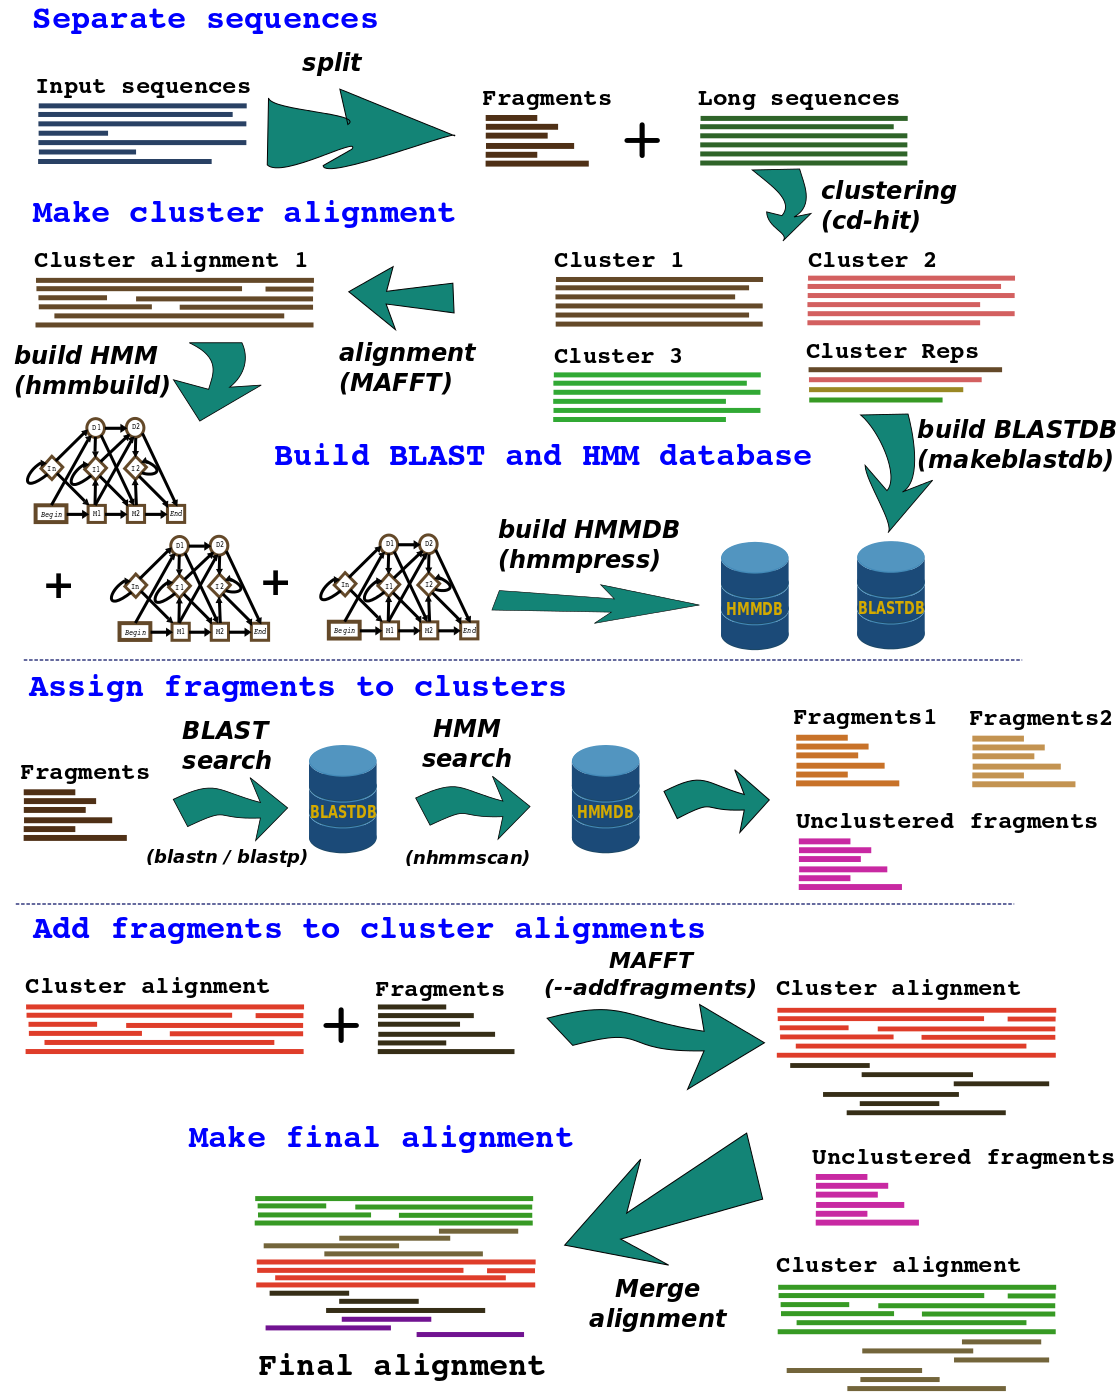 Separate sequences
split
Input sequences
Fragments
+
Long sequences
clustering
(cd-hit)
Make cluster alignment
Cluster alignment 1
Cluster 1
Cluster 2
alignment
(MAFFT)
Cluster 3
Cluster Reps
build HMM
(hmmbuild)
build BLASTDB
(makeblastdb)
Build BLAST and HMM database
D1
D2
In
I1
I2
Begin
M1
M2
End
+
D1
D2
In
I1
I2
Begin
M1
M2
End
+
D1
D2
In
I1
I2
Begin
M1
M2
End
build HMMDB
(hmmpress)
HMMDB
BLASTDB
Assign fragments to clusters
Fragments
BLAST
search
(blastn / blastp)
BLASTDB
HMM
search
(nhmmscan)
HMMDB
Fragments1
Fragments2
Unclustered fragments
Add fragments to cluster alignments
Cluster alignment
+
Fragments
MAFFT
(--addfragments)
Cluster alignment
Make final alignment
Unclustered fragments
Cluster alignment
Merge
alignment
Final alignment